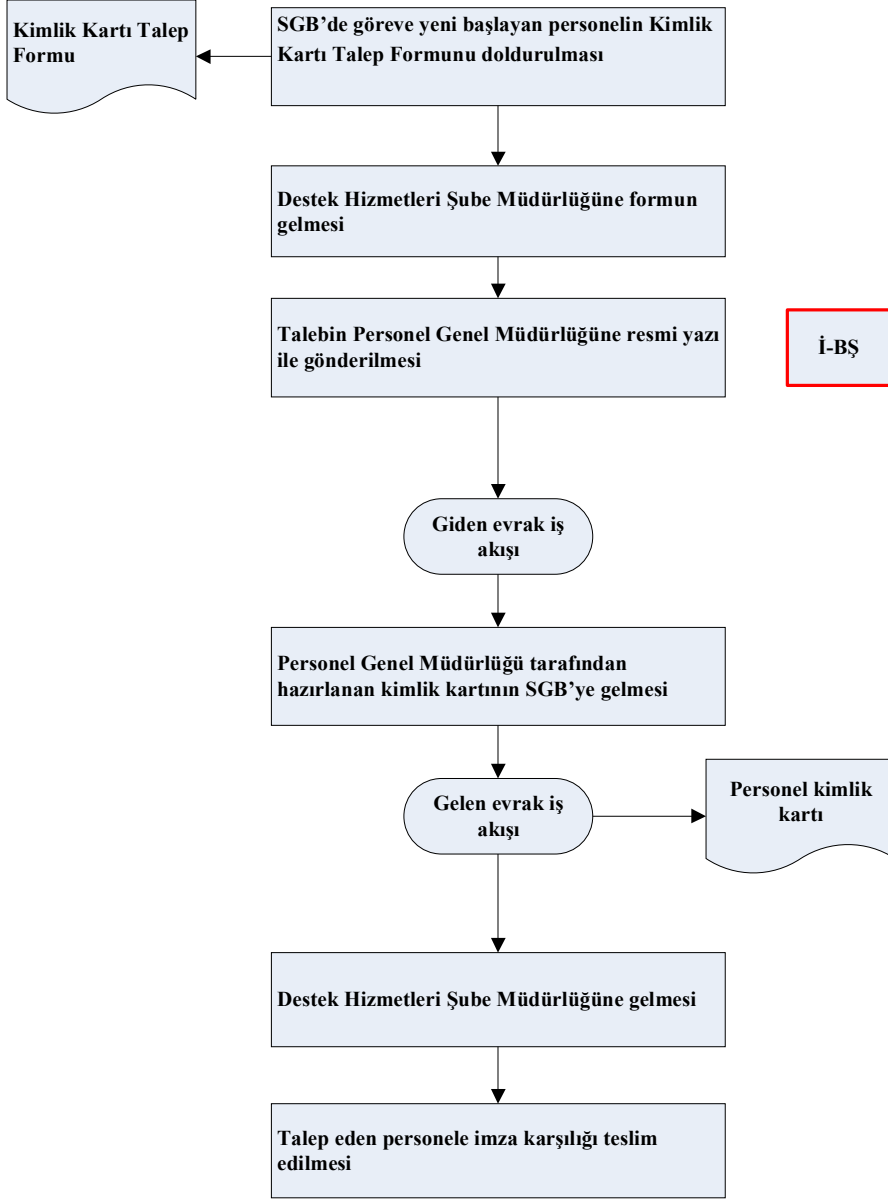 Kimlik Kartı Talep
Formu
SGB’de göreve yeni başlayan personelin Kimlik
Kartı Talep Formunu doldurulması
Destek Hizmetleri Şube Müdürlüğüne formun
gelmesi
Talebin Personel Genel Müdürlüğüne resmi yazı
ile gönderilmesi
İ-BŞ
Giden evrak iş
akışı
Personel Genel Müdürlüğü tarafından
hazırlanan kimlik kartının SGB’ye gelmesi
Gelen evrak iş
akışı
Personel kimlik
kartı
Destek Hizmetleri Şube Müdürlüğüne gelmesi
Talep eden personele imza karşılığı teslim
edilmesi